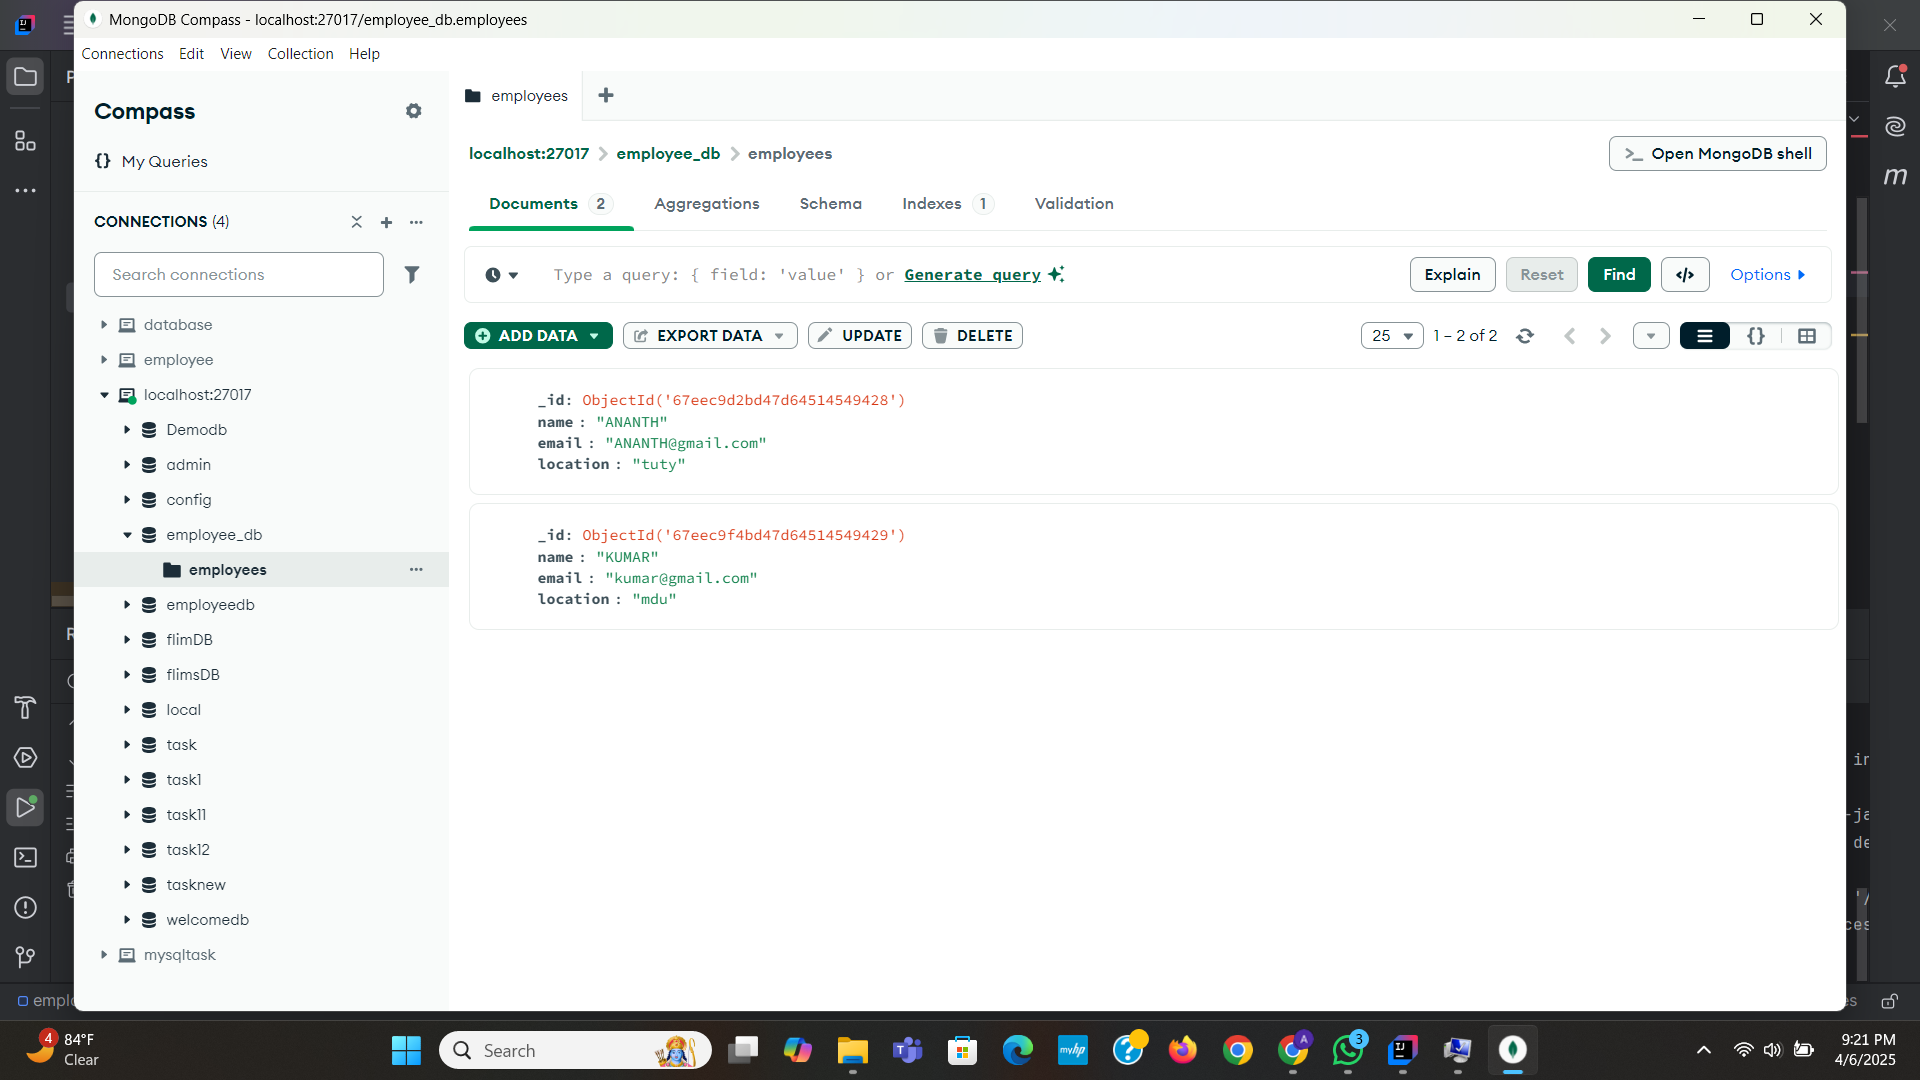 MongoDB Compass - localhost:27017/employee_db.employees
Connections Edit View Collection Help
Compass
{} My Queries
CONNECTIONS (4)
Search connections
database
employee
localhost:27017
Demodb
admin
config
employee_db
employees
employeedb
flimDB
flimsDB
local
task
task1
task11
task12
tasknew
welcomedb
mysqltask
employees
localhost:27017 > employee_db > employees
>_ Open MongoDB shell
Documents 2 Aggregations Schema Indexes 1 Validation
Type a query: { field: 'value' } or Generate query
Explain Reset Find </> Options
ADD DATA EXPORT DATA UPDATE DELETE
25 1 – 2 of 2 {}
_id: ObjectId('67eec9d2bd47d64514549428')
name : "ANANTH"
email : "ANANTH@gmail.com"
location : "tuty"
_id: ObjectId('67eec9f4bd47d64514549429')
name : "KUMAR"
email : "kumar@gmail.com"
location : "mdu"
m
4
84°F
Clear
Search
myhp
A
3
9:21 PM
4/6/2025